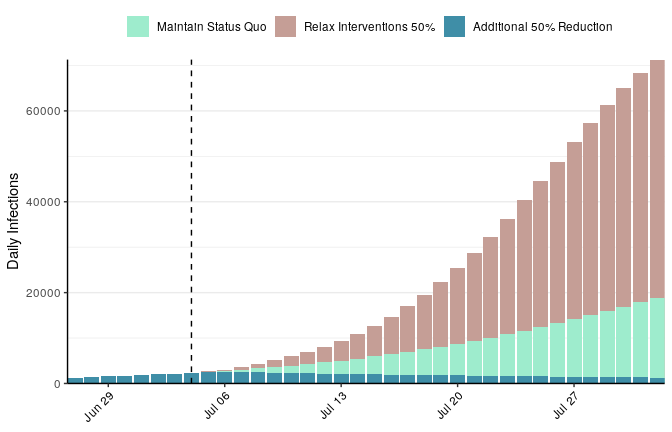 Maintain Status Quo Relax Interventions 50% Additional 50% Reduction
Daily Infections
60000
40000
20000
0
Jun 29 Jul 06 Jul 13 Jul 20 Jul 27